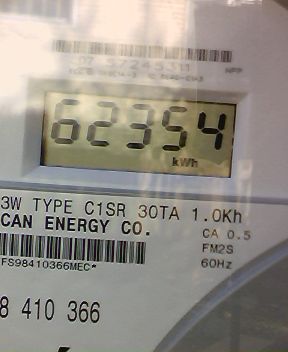 62354
kWh
3W TYPE C1SR 30TA 1.0Kh
CAN ENERGY CO.
CA 0.5
FM2S
60Hz
FS98410366MEC*
8 410 366